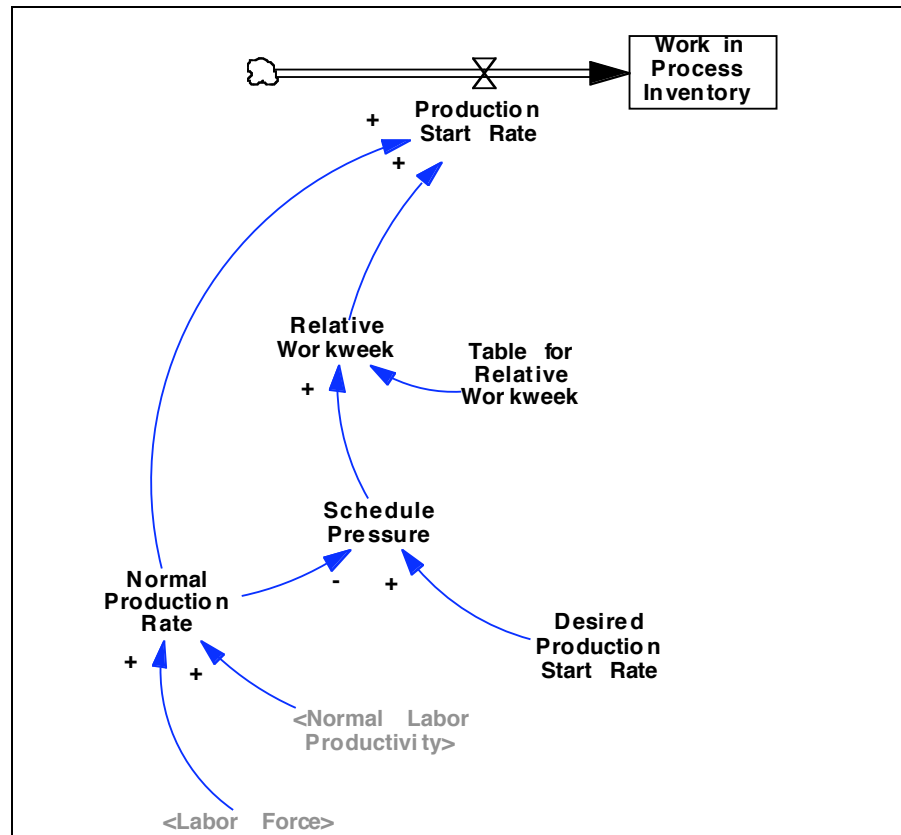 Work in
Process
Inventory
Production
Start Rate
+
+
Relative
Workweek
+
Table for
Relative
Workweek
Schedule
Pressure
-
+
Normal
Production
Rate
Desired
Production
Start Rate
+
+
<Normal Labor
Productivity>
<Labor Force>